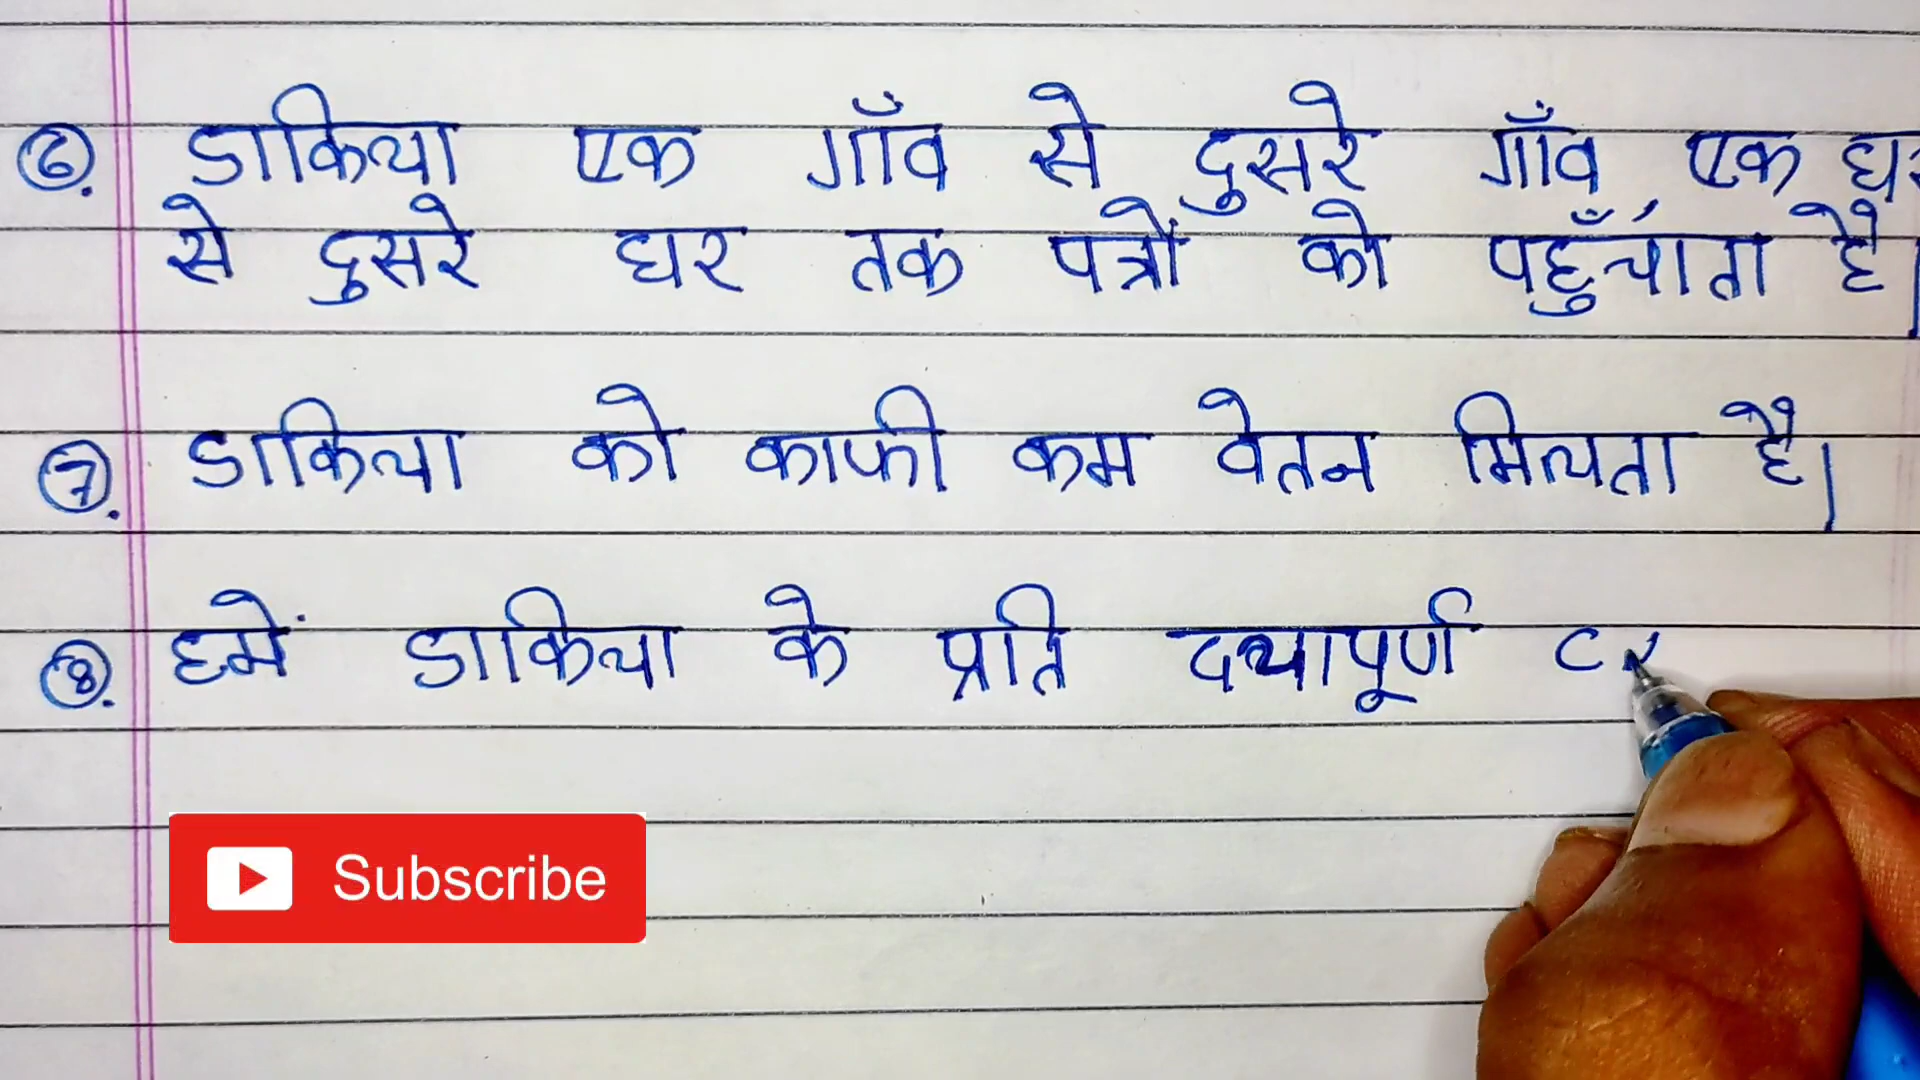 6. डाकिया एक गाँव से दुसरे गाँव, एक घर
से दुसरे घर तक पत्रों को पहुँचाता है।
7. डाकिया को काफी कम वेतन मिलता है।
8. हमें डाकिया के प्रति दयापूर्ण
Subscribe